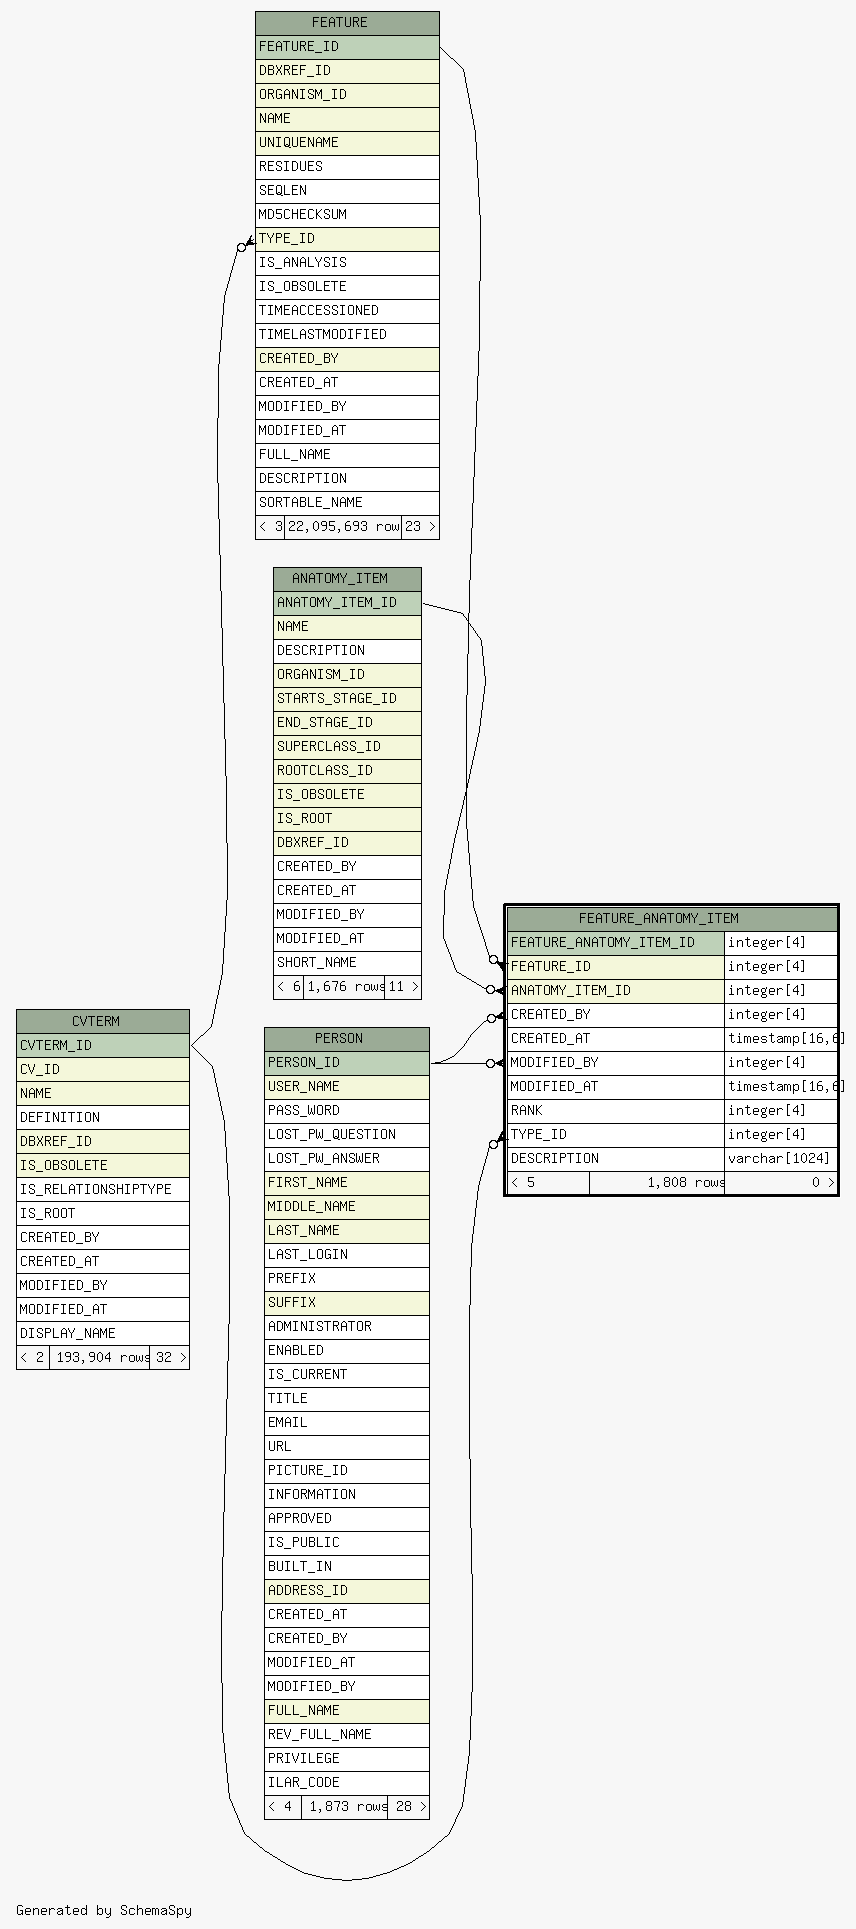 FEATURE
FEATURE_ID
DBXREF_ID
ORGANISM_ID
NAME
UNIQUENAME
RESIDUES
SEQLEN
MD5CHECKSUM
TYPE_ID
IS_ANALYSIS
IS_OBSOLETE
TIMEACCESSIONED
TIMELASTMODIFIED
CREATED_BY
CREATED_AT
MODIFIED_BY
MODIFIED_AT
FULL_NAME
DESCRIPTION
SORTABLE_NAME
< 3 22,095,693 row 23 >
ANATOMY_ITEM
ANATOMY_ITEM_ID
NAME
DESCRIPTION
ORGANISM_ID
STARTS_STAGE_ID
END_STAGE_ID
SUPERCLASS_ID
ROOTCLASS_ID
IS_OBSOLETE
IS_ROOT
DBXREF_ID
CREATED_BY
CREATED_AT
MODIFIED_BY
MODIFIED_AT
SHORT_NAME
< 6 1,676 rows 11 >
FEATURE_ANATOMY_ITEM
FEATURE_ANATOMY_ITEM_ID integer[4]
FEATURE_ID integer[4]
ANATOMY_ITEM_ID integer[4]
CREATED_BY integer[4]
CREATED_AT timestamp[16,6]
MODIFIED_BY integer[4]
MODIFIED_AT timestamp[16,6]
RANK integer[4]
TYPE_ID integer[4]
DESCRIPTION varchar[1024]
< 5 1,808 rows 0 >
CVTERM
CVTERM_ID
CV_ID
NAME
DEFINITION
DBXREF_ID
IS_OBSOLETE
IS_RELATIONSHIPTYPE
IS_ROOT
CREATED_BY
CREATED_AT
MODIFIED_BY
MODIFIED_AT
DISPLAY_NAME
< 2 193,904 rows 32 >
PERSON
PERSON_ID
USER_NAME
PASS_WORD
LOST_PW_QUESTION
LOST_PW_ANSWER
FIRST_NAME
MIDDLE_NAME
LAST_NAME
LAST_LOGIN
PREFIX
SUFFIX
ADMINISTRATOR
ENABLED
IS_CURRENT
TITLE
EMAIL
URL
PICTURE_ID
INFORMATION
APPROVED
IS_PUBLIC
BUILT_IN
ADDRESS_ID
CREATED_AT
CREATED_BY
MODIFIED_AT
MODIFIED_BY
FULL_NAME
REV_FULL_NAME
PRIVILEGE
ILAR_CODE
< 4 1,873 rows 28 >
Generated by SchemaSpy